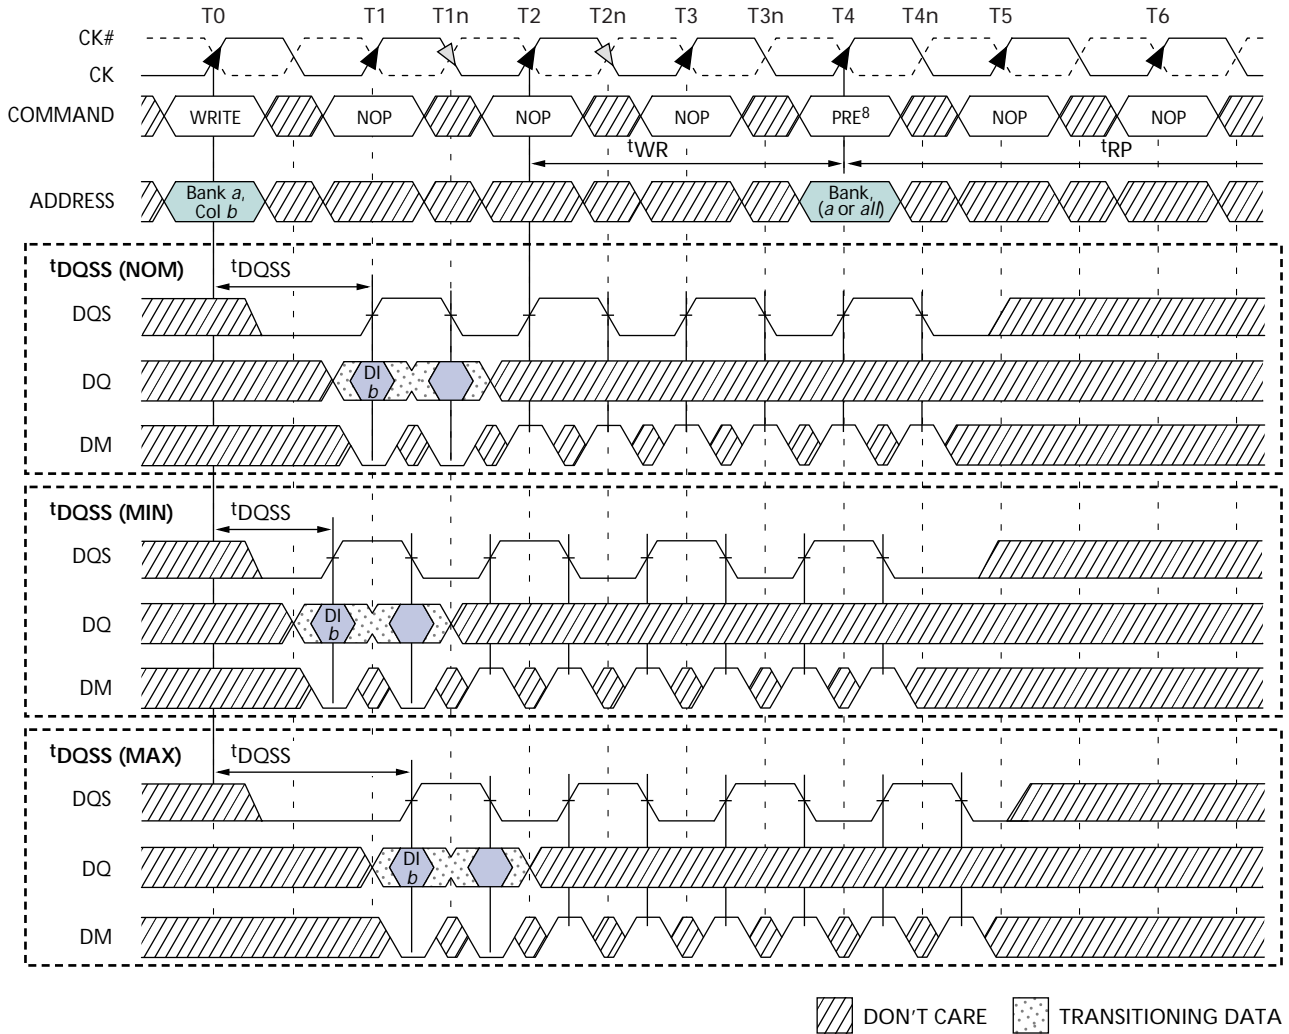 T0 T1 T1n T2 T2n T3 T3n T4 T4n T5 T6
CK#
CK
COMMAND WRITE NOP NOP NOP PRE8 NOP NOP
tWR tRP
ADDRESS Bank a, Col b Bank, (a or all)
tDQSS (NOM) tDQSS
DQS
DQ DI b
DM
tDQSS (MIN) tDQSS
DQS
DQ DI b
DM
tDQSS (MAX) tDQSS
DQS
DQ DI b
DM
DON'T CARE TRANSITIONING DATA